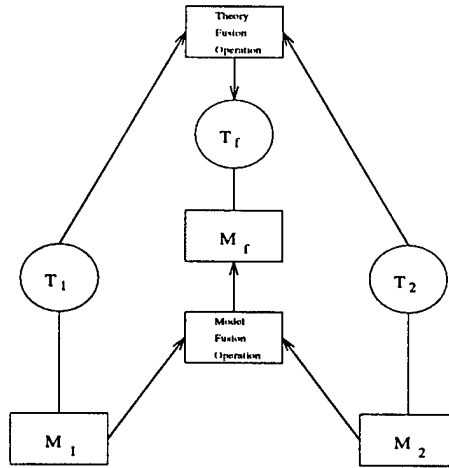 Theory
Fusion
Operation
T f
M f
T 1
T 2
Model
Fusion
Operation
M 1
M 2